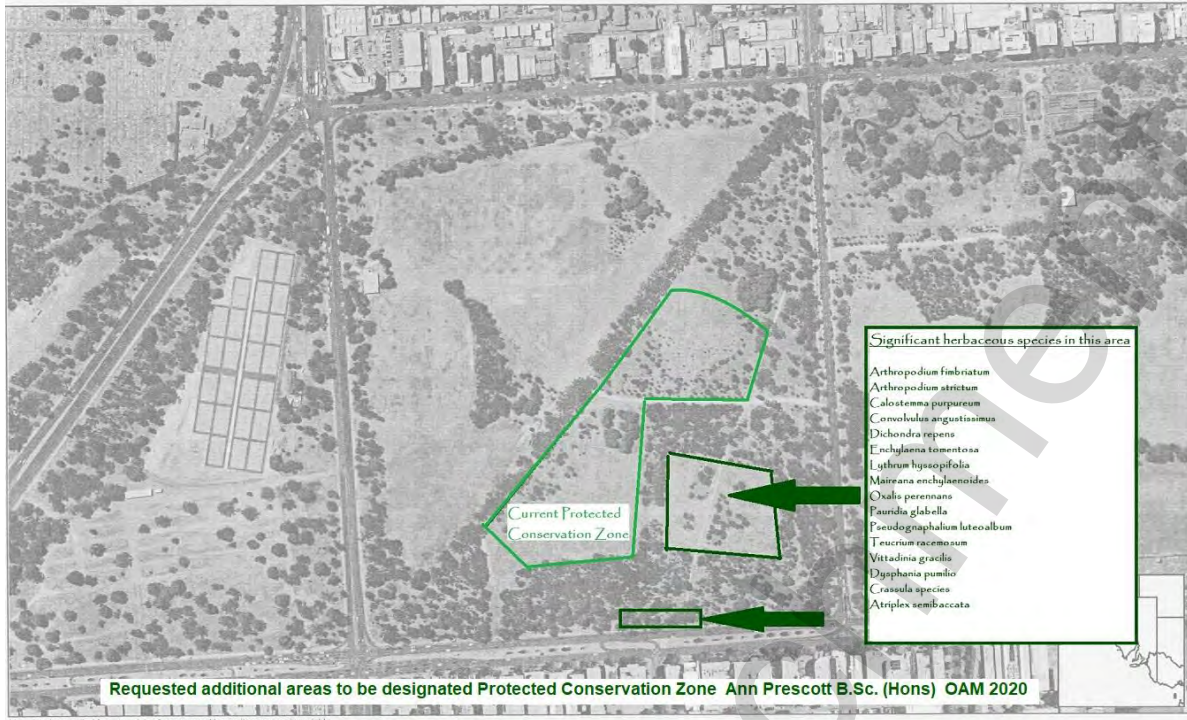 Significant herbaceous species in this area
Arthropodium fimbriatum
Arthropodium strictum
Calostemma purpureum
Convolvulus angustissimus
Dichondra repens
Enchylaena tomentosa
Lythrum hyssopifolia
Maireana enchylaenoides
Oxalis perennans
Pauridia glabella
Pseudognaphalium luteoalbum
Teucrium racemosum
Vittadinia gracilis
Dysphania pumilio
Crassula species
Atriplex semibaccata
Current Protected
Conservation Zone
Requested additional areas to be designated Protected Conservation Zone Ann Prescott B.Sc. (Hons) OAM 2020